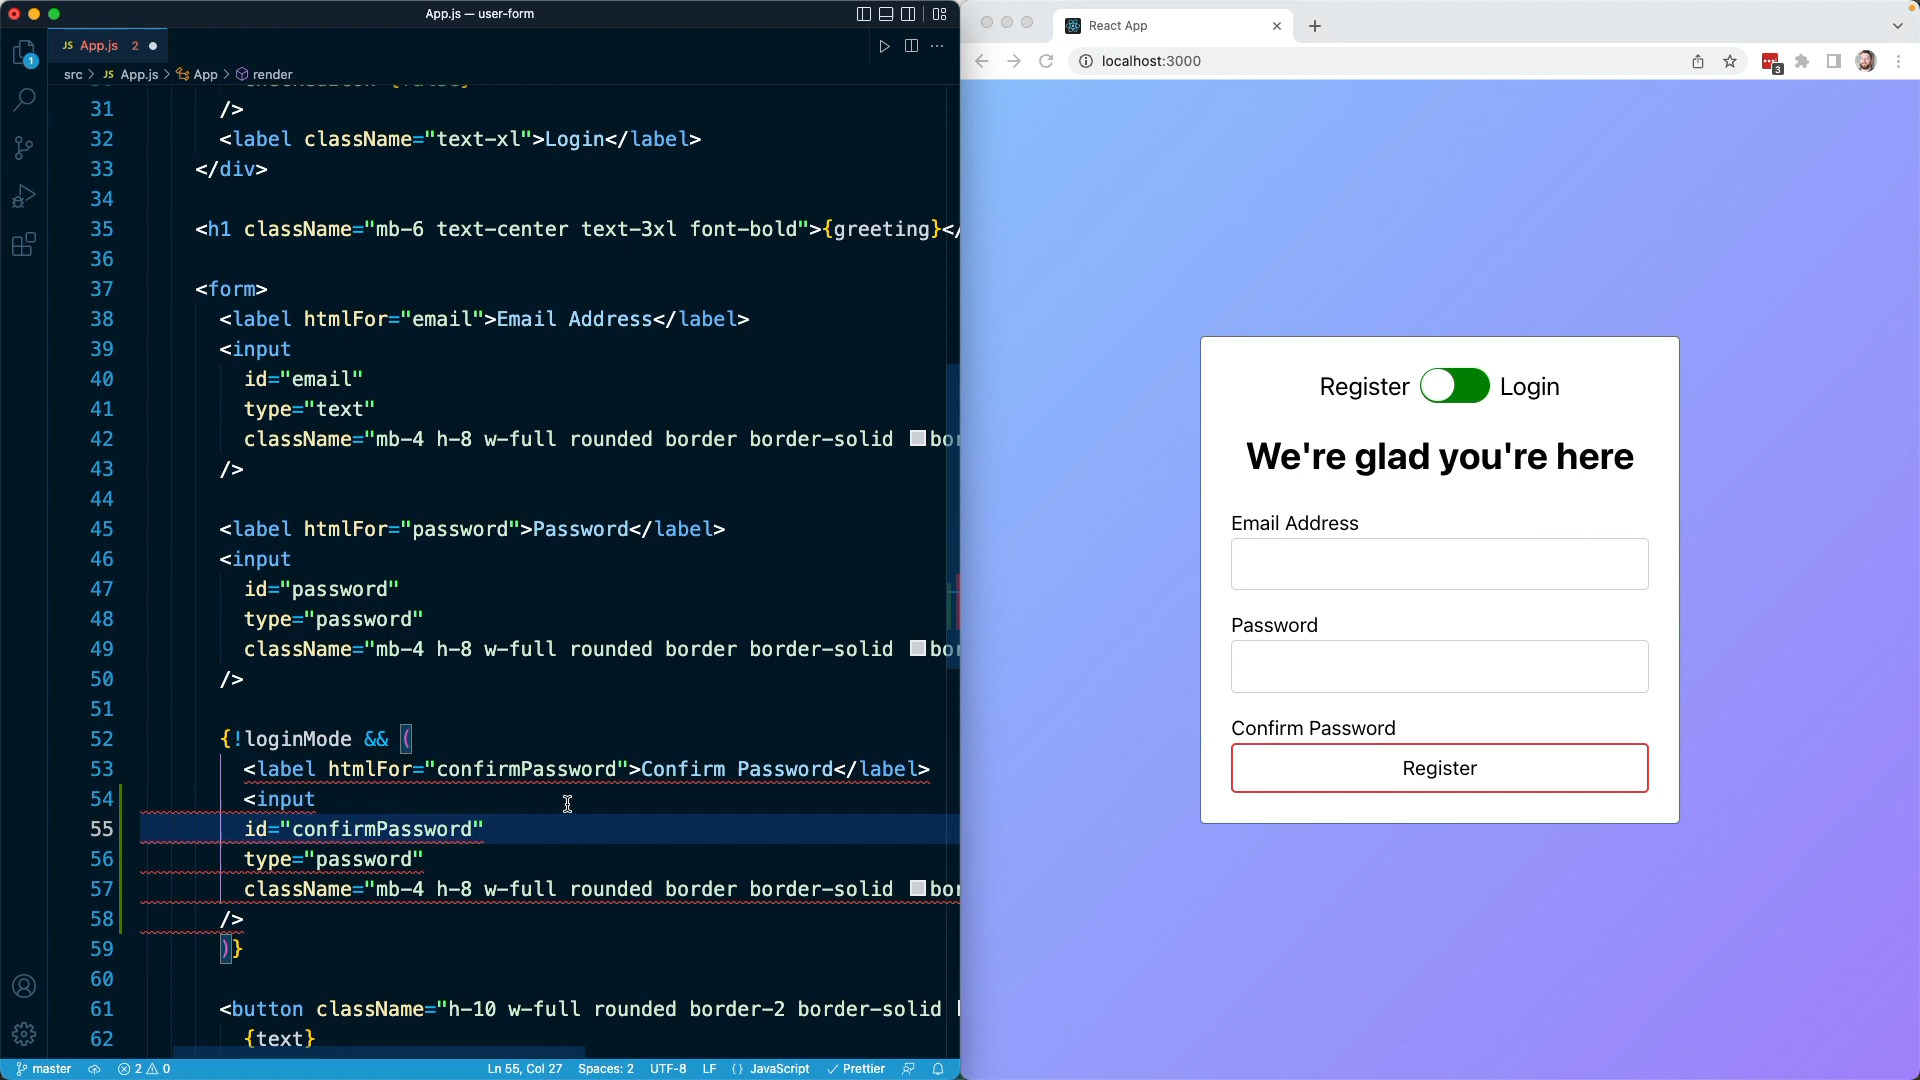 App.js — user-form
JS App.js 2
src > JS App.js > App > render
1
31 />
32 <label className="text-xl">Login</label>
33 </div>
34
35 <h1 className="mb-6 text-center text-3xl font-bold">{greeting}</
36
37 <form>
38 <label htmlFor="email">Email Address</label>
39 <input
40 id="email"
41 type="text"
42 className="mb-4 h-8 w-full rounded border border-solid bor
43 />
44
45 <label htmlFor="password">Password</label>
46 <input
47 id="password"
48 type="password"
49 className="mb-4 h-8 w-full rounded border border-solid bor
50 />
51
52 {!loginMode && (
53 <label htmlFor="confirmPassword">Confirm Password</label>
54 <input
55 id="confirmPassword"
56 type="password"
57 className="mb-4 h-8 w-full rounded border border-solid bor
58 />
59 )}
60
61 <button className="h-10 w-full rounded border-2 border-solid
62 {text}
master 2 0 Ln 55, Col 27 Spaces: 2 UTF-8 LF {} JavaScript Prettier
React App
localhost:3000
3
Register Login
We're glad you're here
Email Address
Password
Confirm Password
Register